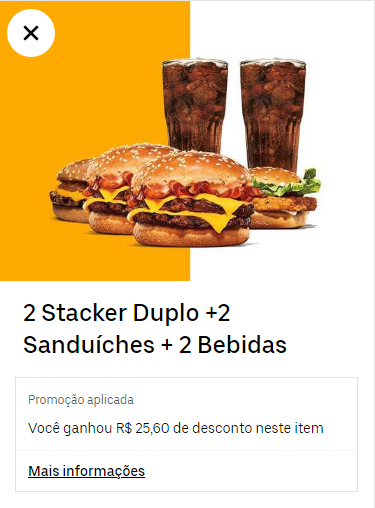 2 Stacker Duplo +2
Sanduíches + 2 Bebidas
Promoção aplicada
Você ganhou R$ 25,60 de desconto neste item
Mais informações